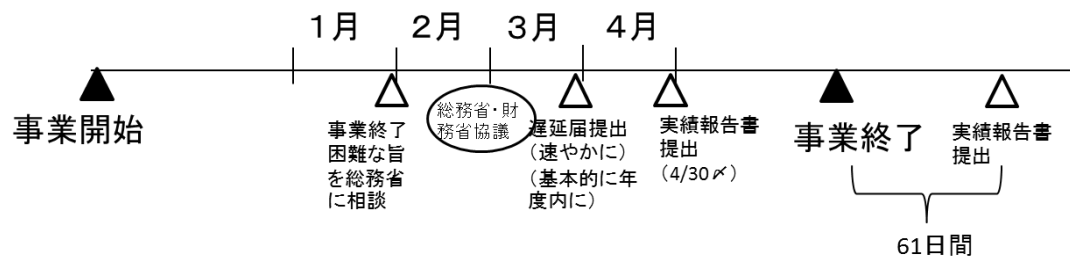 1月 2月 3月 4月
事業開始
事業終了
困難な旨
を総務省
に相談
総務省・財
務省協議
遅延届提出
(速やかに)
(基本的に年
度内に)
実績報告書
提出
(4/30〆)
事業終了
実績報告書
提出
61日間